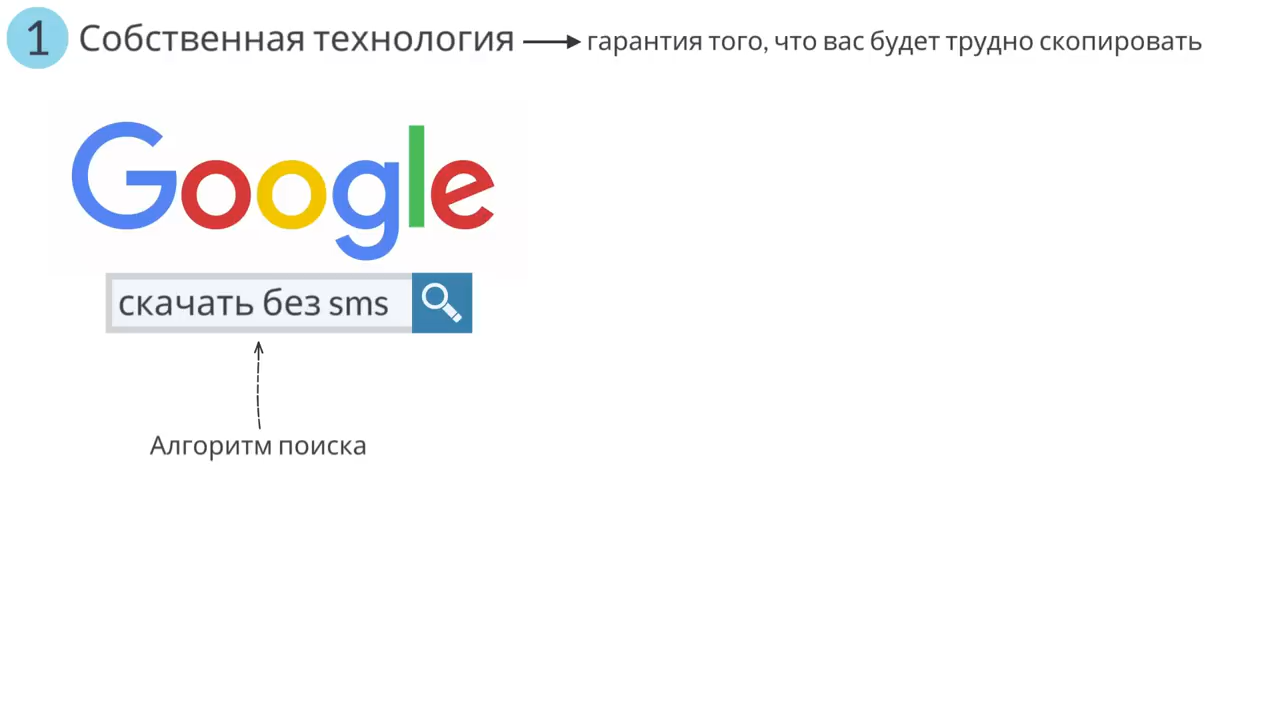 1 Собственная технология → гарантия того, что вас будет трудно скопировать
Google
скачать без sms
Алгоритм поиска